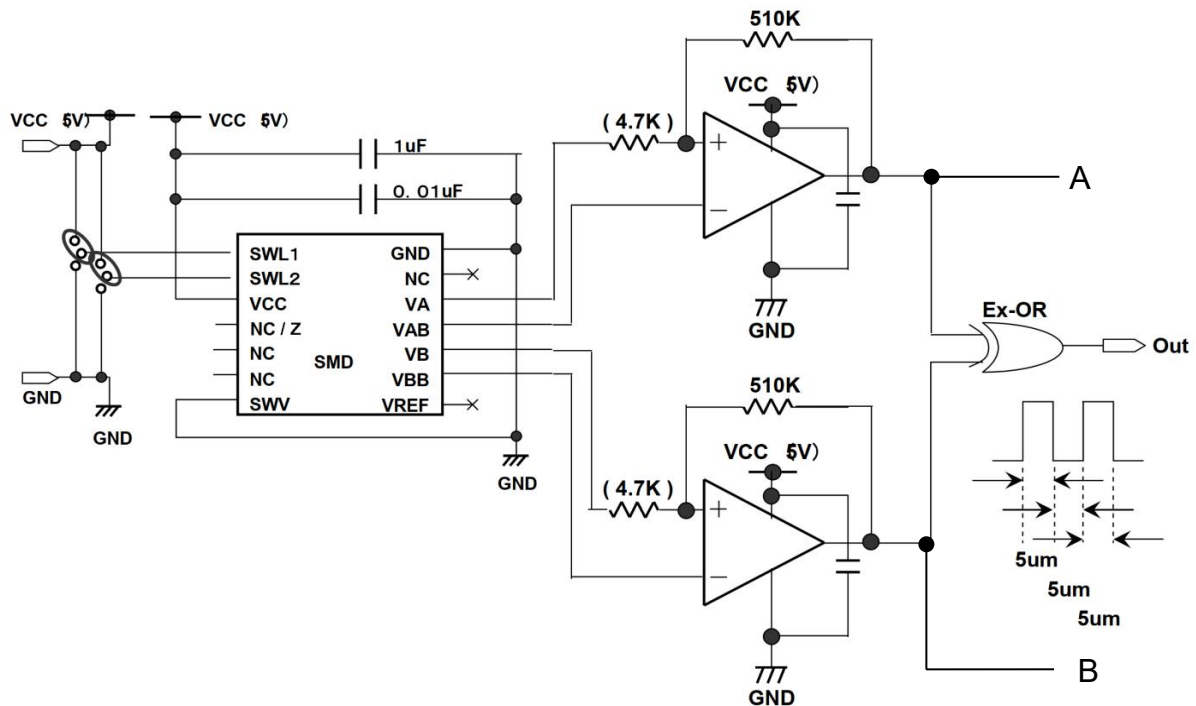 510K
VCC 5V)
( 4.7K )
+
−
GND
A
VCC 5V)
VCC 5V)
1uF
0. 01uF
SWL1
SWL2
VCC
NC / Z
NC
NC
SWV
SMD
GND
NC
VA
VAB
VB
VBB
VREF
GND
GND
GND
Ex-OR
Out
510K
VCC 5V)
( 4.7K )
+
−
GND
5um
5um
5um
B